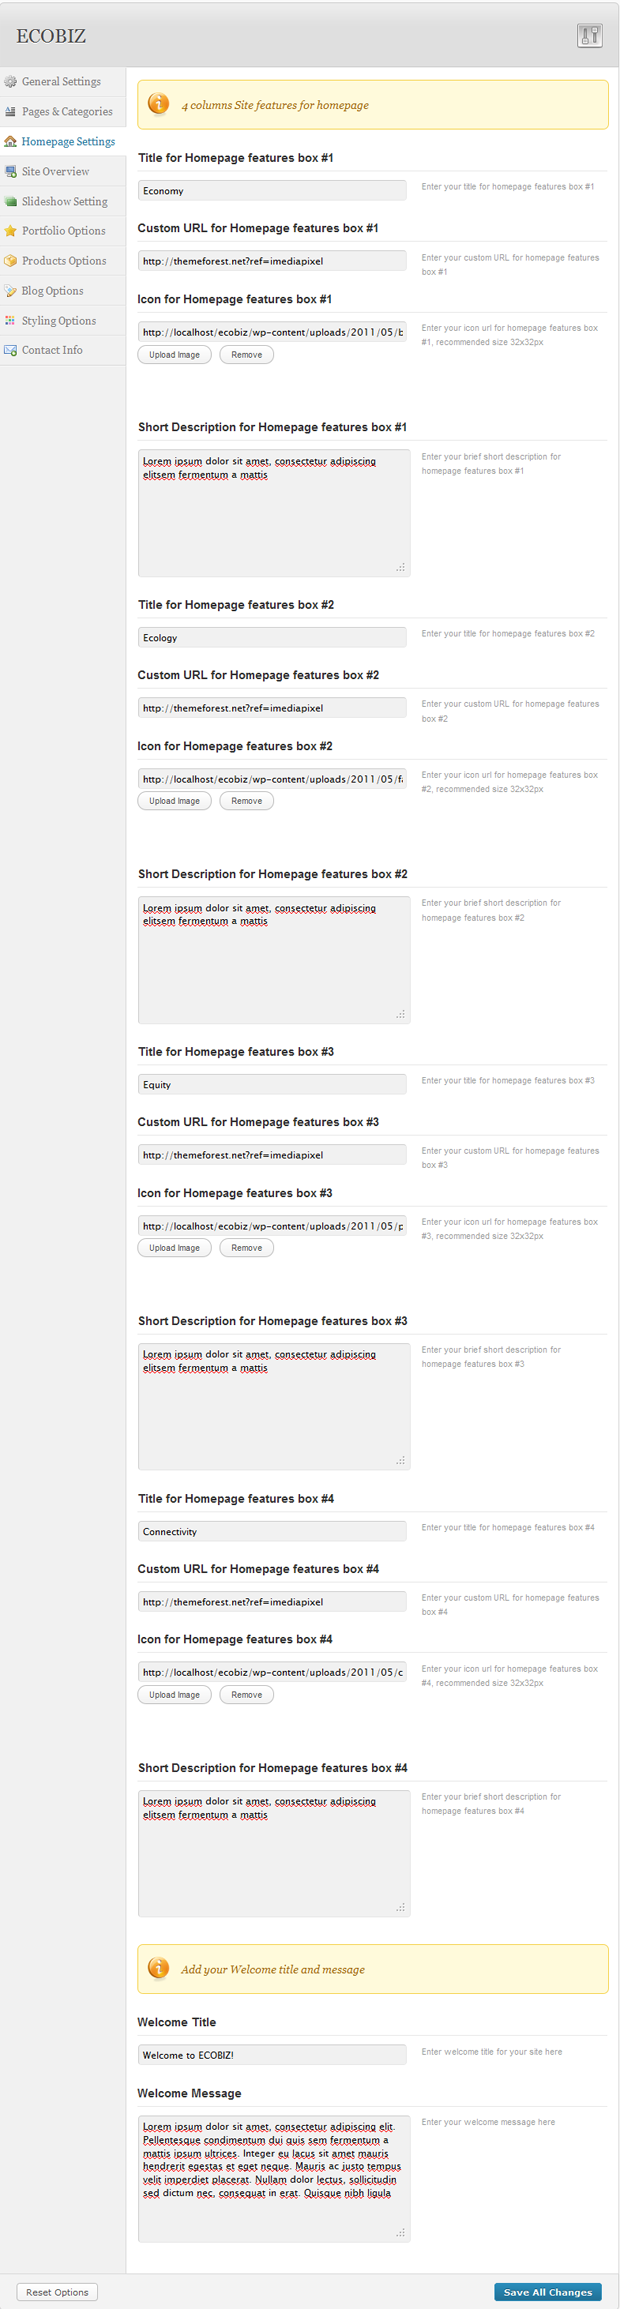 ECOBIZ
General Settings
Pages & Categories
Homepage Settings
Site Overview
Slideshow Setting
Portfolio Options
Products Options
Blog Options
Styling Options
Contact Info
4 columns Site features for homepage
Title for Homepage features box #1
Economy
Enter your title for homepage features box #1
Custom URL for Homepage features box #1
http://themeforest.net?ref=imediapixel
Enter your custom URL for homepage features
box #1
Icon for Homepage features box #1
http://localhost/ecobiz/wp-content/uploads/2011/05/b
Enter your icon url for homepage features box
#1, recommended size 32x32px
Upload Image
Remove
Short Description for Homepage features box #1
Lorem ipsum dolor sit amet, consectetur adipiscing
elitsem fermentum a mattis
Enter your brief short description for
homepage features box #1
Title for Homepage features box #2
Ecology
Enter your title for homepage features box #2
Custom URL for Homepage features box #2
http://themeforest.net?ref=imediapixel
Enter your custom URL for homepage features
box #2
Icon for Homepage features box #2
http://localhost/ecobiz/wp-content/uploads/2011/05/fa
Enter your icon url for homepage features box
#2, recommended size 32x32px
Upload Image
Remove
Short Description for Homepage features box #2
Lorem ipsum dolor sit amet, consectetur adipiscing
elitsem fermentum a mattis
Enter your brief short description for
homepage features box #2
Title for Homepage features box #3
Equity
Enter your title for homepage features box #3
Custom URL for Homepage features box #3
http://themeforest.net?ref=imediapixel
Enter your custom URL for homepage features
box #3
Icon for Homepage features box #3
http://localhost/ecobiz/wp-content/uploads/2011/05/p
Enter your icon url for homepage features box
#3, recommended size 32x32px
Upload Image
Remove
Short Description for Homepage features box #3
Lorem ipsum dolor sit amet, consectetur adipiscing
elitsem fermentum a mattis
Enter your brief short description for
homepage features box #3
Title for Homepage features box #4
Connectivity
Enter your title for homepage features box #4
Custom URL for Homepage features box #4
http://themeforest.net?ref=imediapixel
Enter your custom URL for homepage features
box #4
Icon for Homepage features box #4
http://localhost/ecobiz/wp-content/uploads/2011/05/c
Enter your icon url for homepage features box
#4, recommended size 32x32px
Upload Image
Remove
Short Description for Homepage features box #4
Lorem ipsum dolor sit amet, consectetur adipiscing
elitsem fermentum a mattis
Enter your brief short description for
homepage features box #4
Add your Welcome title and message
Welcome Title
Welcome to ECOBIZ!
Enter welcome title for your site here
Welcome Message
Lorem ipsum dolor sit amet, consectetur adipiscing elit.
Pellentesque condimentum dui quis sem fermentum a
mattis ipsum ultrices. Integer eu lacus sit amet mauris
hendrerit egestas et eget neque. Mauris ac justo tempus
velit imperdiet placerat. Nullam dolor lectus, sollicitudin
sed dictum nec, consequat in erat. Quisque nibh ligula
Enter your welcome message here
Reset Options
Save All Changes